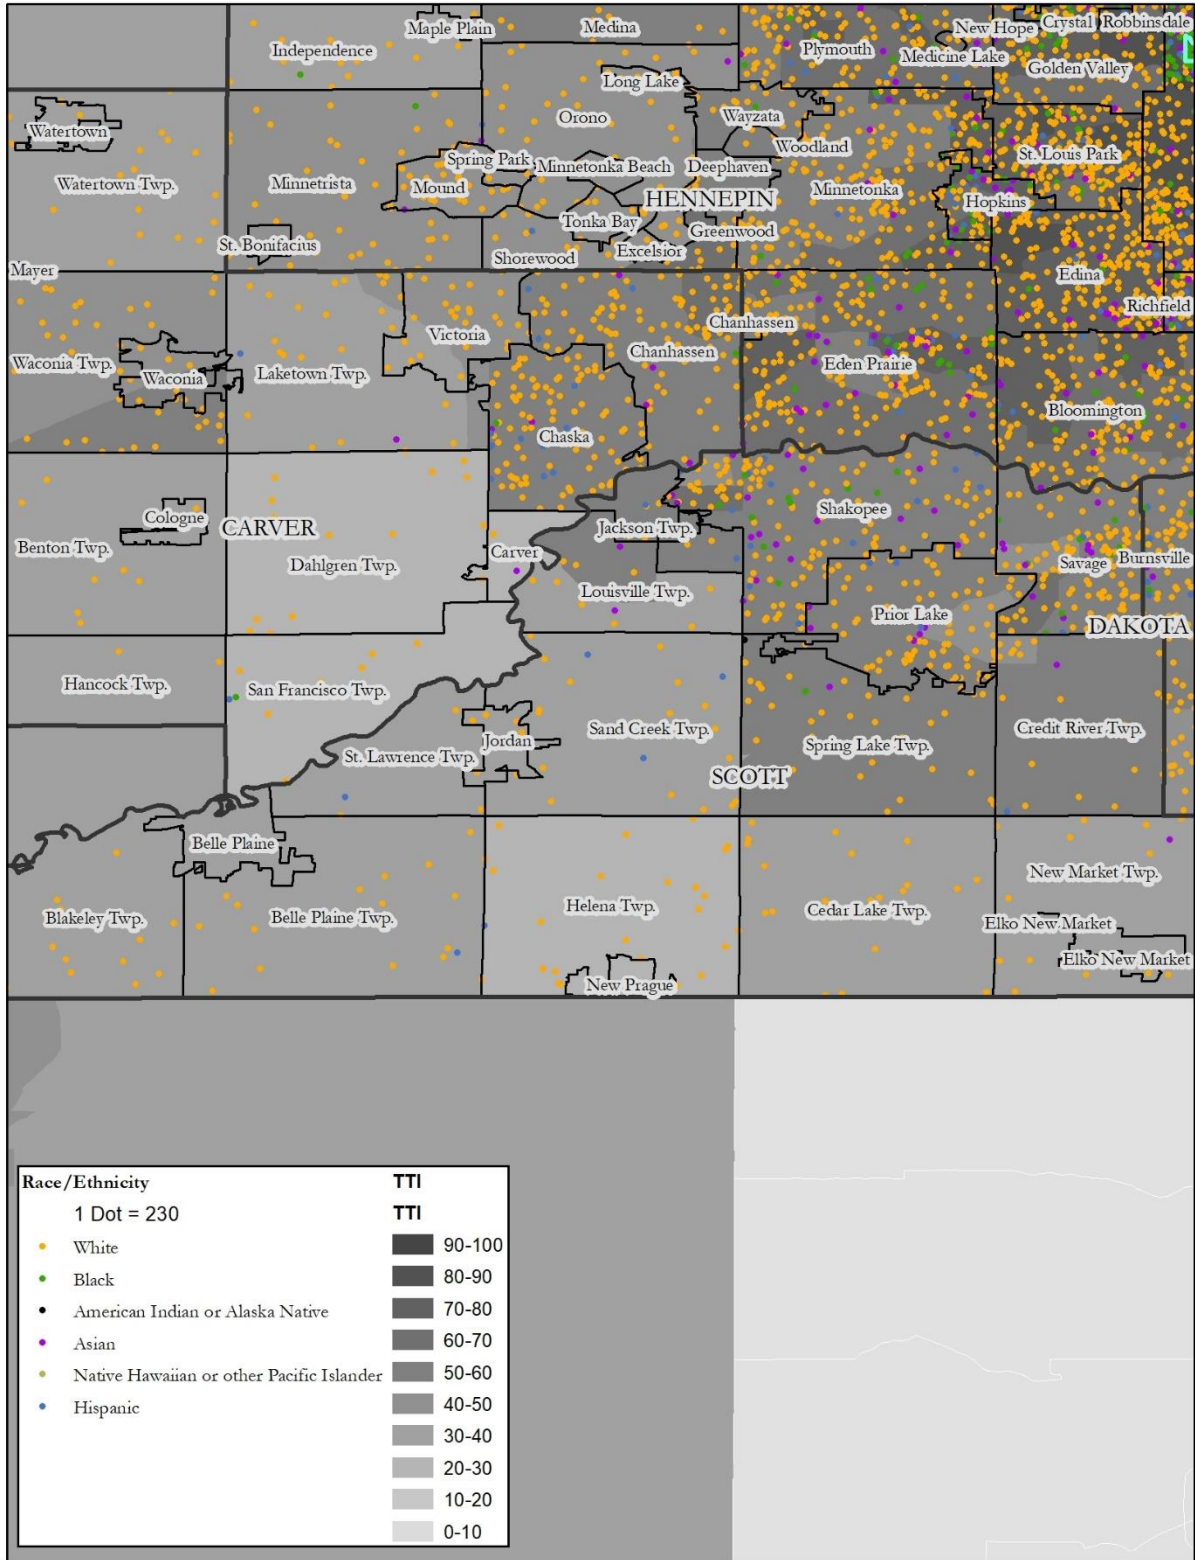 Maple Plain
Medina
New Hope
Crystal
Robbinsdale
Independence
Plymouth
Medicine Lake
Golden Valley
Long Lake
Orono
Wayzata
Watertown
Woodland
St. Louis Park
Spring Park
Minnetonka Beach
Deephaven
Watertown Twp.
Minnetrista
Mound
HENNEPIN
Minnetonka
Hopkins
Tonka Bay
Greenwood
St. Bonifacius
Excelsior
Shorewood
Mayer
Edina
Richfield
Chanhassen
Victoria
Waconia Twp.
Waconia
Laketown Twp.
Chanhassen
Eden Prairie
Bloomington
Chaska
Cologne
CARVER
Jackson Twp.
Shakopee
Benton Twp.
Carver
Dahlgren Twp.
Savage
Burnsville
Louisville Twp.
Prior Lake
DAKOTA
Hancock Twp.
San Francisco Twp.
St. Lawrence Twp.
Jordan
Sand Creek Twp.
Spring Lake Twp.
Credit River Twp.
SCOTT
Belle Plaine
New Market Twp.
Blakeley Twp.
Belle Plaine Twp.
Helena Twp.
Cedar Lake Twp.
Elko New Market
Elko New Market
New Prague
Race/Ethnicity
1 Dot = 230
White
Black
American Indian or Alaska Native
Asian
Native Hawaiian or other Pacific Islander
Hispanic
TTI
TTI
90-100
80-90
70-80
60-70
50-60
40-50
30-40
20-30
10-20
0-10